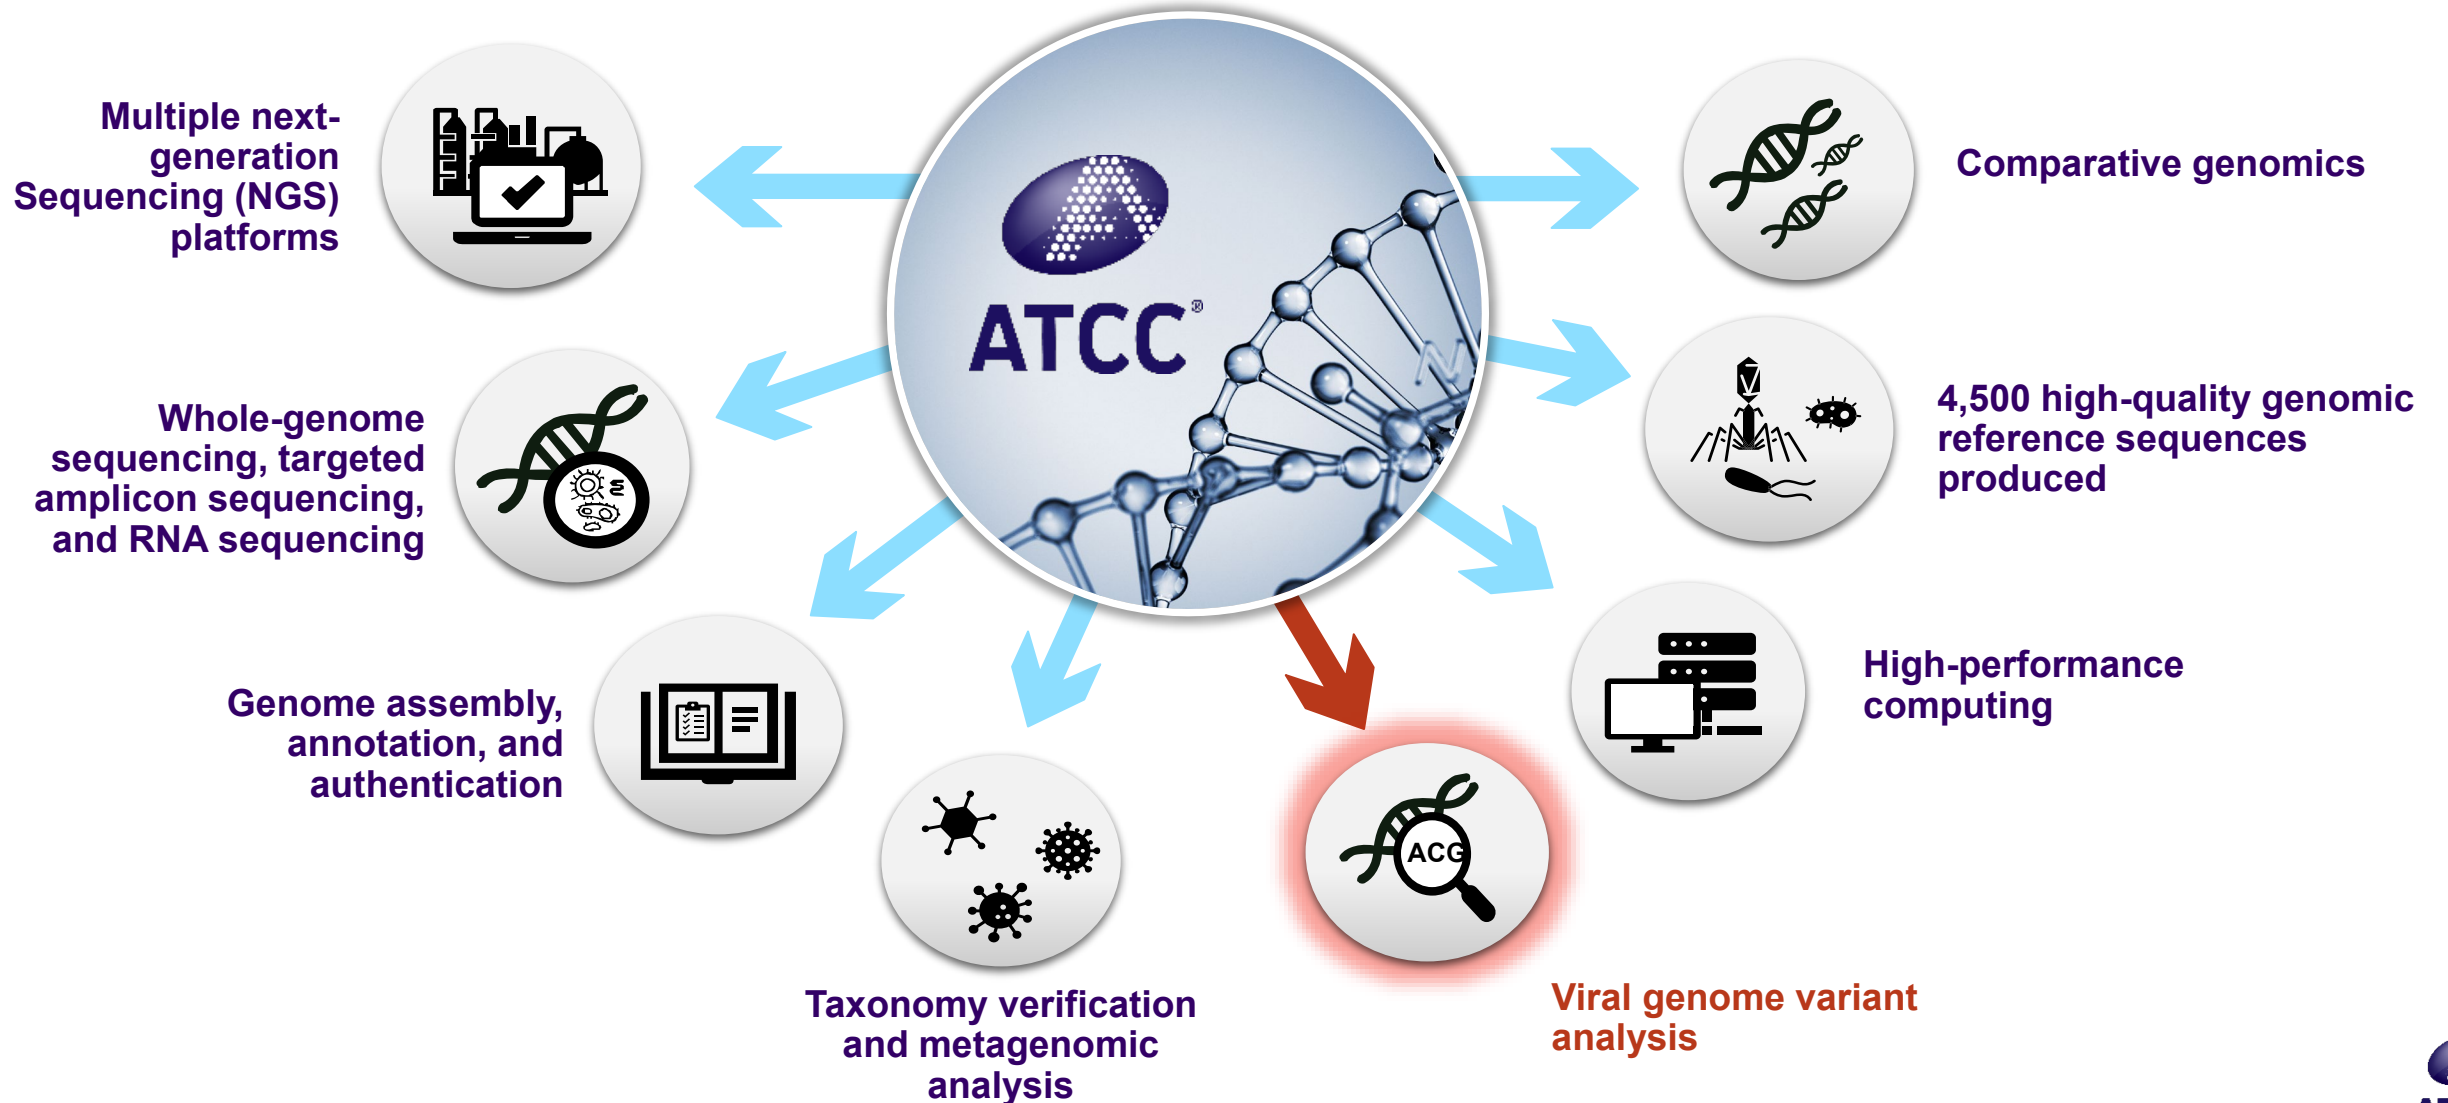 Multiple next-
generation
Sequencing (NGS)
platforms
Whole-genome
sequencing, targeted
amplicon sequencing,
and RNA sequencing
Genome assembly,
annotation, and
authentication
Taxonomy verification
and metagenomic
analysis
ATCC®
Comparative genomics
4,500 high-quality genomic
reference sequences
produced
High-performance
computing
ACG
Viral genome variant
analysis